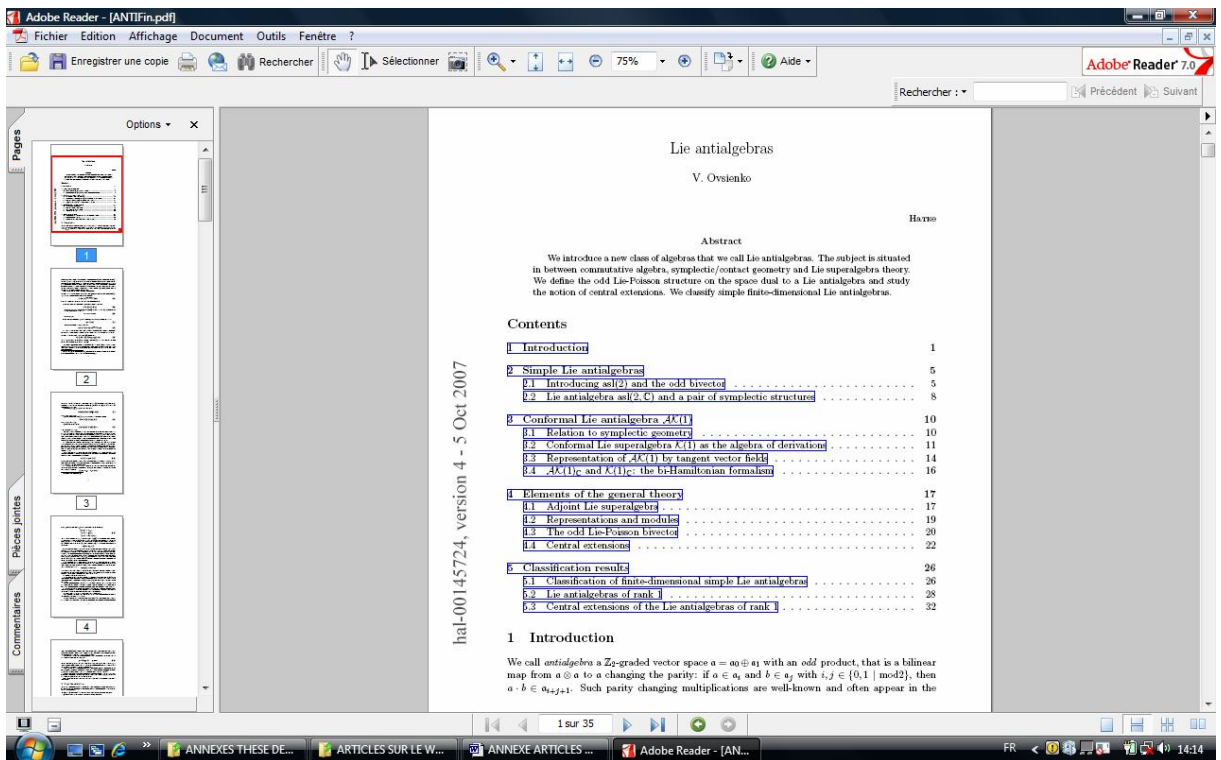 Adobe Reader - [ANTIFin.pdf]
Fichier Edition Affichage Document Outils Fenêtre ?
Enregistrer une copie Rechercher Sélectionner 75% Aide Adobe Reader 7.0
Rechercher : Précédent Suivant
Options x
Pages
Pièces jointes
Commentaires
1
2
3
4
hal-00145724, version 4 - 5 Oct 2007
Lie antialgebras
V. Ovsienko
Abstract
We introduce a new class of algebras that we call Lie antialgebras. The subject is situated
in between commutative algebra, symplectic/contact geometry and Lie superalgebra theory.
We define the odd Lie-Poisson structure on the space dual to a Lie antialgebra and study
the notion of central extensions. We classify simple finite-dimensional Lie antialgebras.
Contents
1 Introduction 1
2 Simple Lie antialgebras 5
2.1 Introducing asl(2) and the odd bivector . . . . . . . . . . . . . . . . . . . . . . . 5
2.2 Lie antialgebra asl(2, ℂ) and a pair of symplectic structures . . . . . . . . . . . . 8
3 Conformal Lie antialgebra 𝒜𝒦(1) 10
3.1 Relation to symplectic geometry . . . . . . . . . . . . . . . . . . . . . . . . . . 10
3.2 Conformal Lie superalgebra 𝒦(1) as the algebra of derivations . . . . . . . . . . . 11
3.3 Representation of 𝒜𝒦(1) by tangent vector fields . . . . . . . . . . . . . . . . . . 14
3.4 𝒜𝒦(1)ℂ and 𝒦(1)ℂ: the bi-Hamiltonian formalism . . . . . . . . . . . . . . . . . 16
4 Elements of the general theory 17
4.1 Adjoint Lie superalgebra . . . . . . . . . . . . . . . . . . . . . . . . . . . . . . 17
4.2 Representations and modules . . . . . . . . . . . . . . . . . . . . . . . . . . . . 19
4.3 The odd Lie-Poisson bivector . . . . . . . . . . . . . . . . . . . . . . . . . . . . 20
4.4 Central extensions . . . . . . . . . . . . . . . . . . . . . . . . . . . . . . . . . 22
5 Classification results 26
5.1 Classification of finite-dimensional simple Lie antialgebras . . . . . . . . . . . . . 26
5.2 Lie antialgebras of rank 1 . . . . . . . . . . . . . . . . . . . . . . . . . . . . . 28
5.3 Central extensions of the Lie antialgebras of rank 1 . . . . . . . . . . . . . . . . . 32
1 Introduction
We call antialgebra a ℤ₂-graded vector space 𝔞 = 𝔞₀ ⊕ 𝔞₁ with an odd product, that is a bilinear
map from 𝔞 ⊗ 𝔞 to 𝔞 changing the parity: if a ∈ 𝔞ᵢ and b ∈ 𝔞ⱼ with i, j ∈ {0, 1 | mod2}, then
a · b ∈ 𝔞ᵢ₊ⱼ₊₁. Such parity changing multiplications are well-known and often appear in the
1 sur 35
ANNEXES THESE DE... ARTICLES SUR LE W... ANNEXE ARTICLES ... Adobe Reader - [AN... FR 14:14